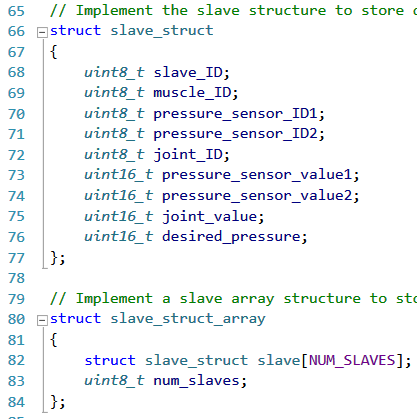 65 // Implement the slave structure to store
66 struct slave_struct
67 {
68 uint8_t slave_ID;
69 uint8_t muscle_ID;
70 uint8_t pressure_sensor_ID1;
71 uint8_t pressure_sensor_ID2;
72 uint8_t joint_ID;
73 uint16_t pressure_sensor_value1;
74 uint16_t pressure_sensor_value2;
75 uint16_t joint_value;
76 uint16_t desired_pressure;
77 };
78
79 // Implement a slave array structure to sto
80 struct slave_struct_array
81 {
82 struct slave_struct slave[NUM_SLAVES];
83 uint8_t num_slaves;
84 };